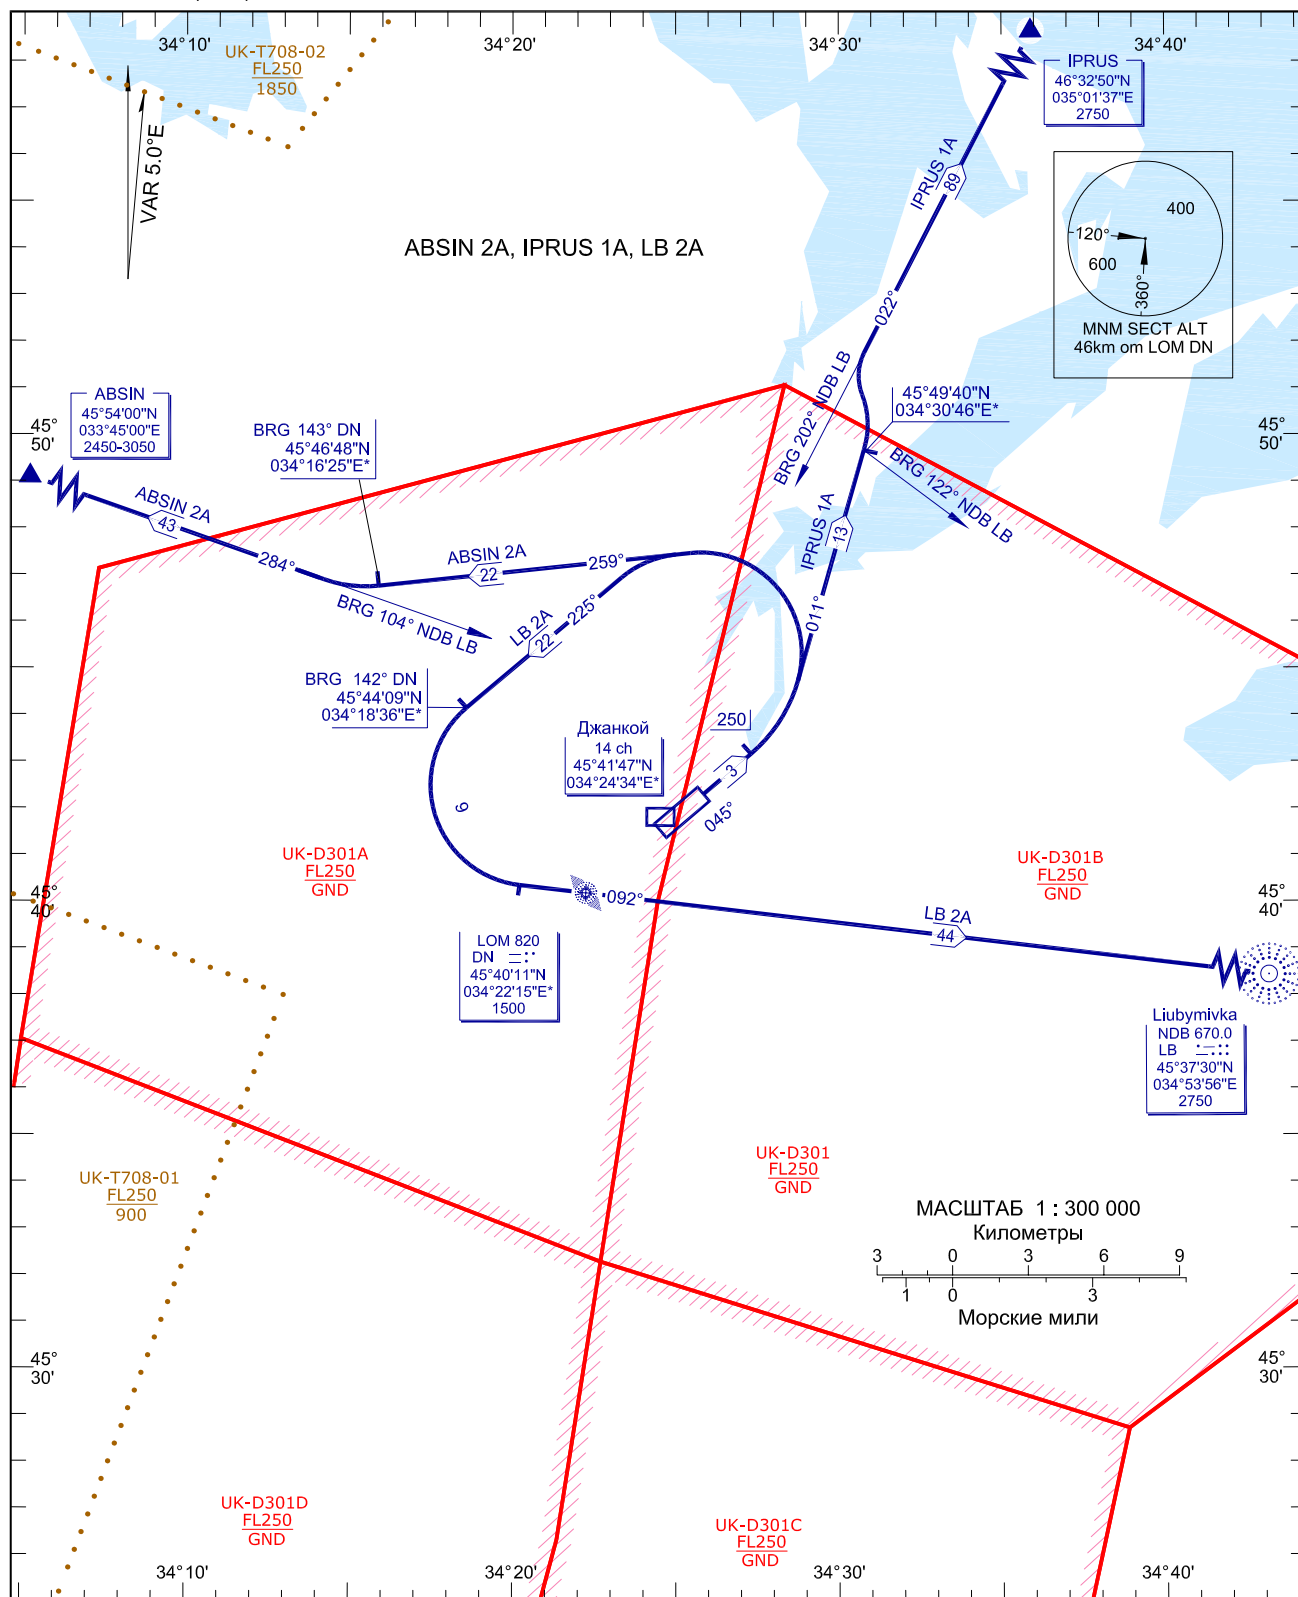 34°10'
34°20'
34°30'
34°40'
UK-T708-02
FL250
1850
VAR 5.0°E
ABSIN 2A, IPRUS 1A, LB 2A
IPRUS
46°32'50"N
035°01'37"E
2750
IPRUS 1A
89
022°
400
120°
600
360°
MNM SECT ALT
46km om LOM DN
ABSIN
45°54'00"N
033°45'00"E
2450-3050
45°
50'
BRG 143° DN
45°46'48"N
034°16'25"E*
BRG 202° NDB LB
45°49'40"N
034°30'46"E*
45°
50'
BRG 122° NDB LB
ABSIN 2A
43
284°
BRG 104° NDB LB
ABSIN 2A
22
259°
IPRUS 1A
13
011°
LB 2A
22
225°
BRG 142° DN
45°44'09"N
034°18'36"E*
Джанкой
14 ch
45°41'47"N
034°24'34"E*
250
3
045°
9
UK-D301A
FL250
GND
UK-D301B
FL250
GND
45°
40'
092°
LB 2A
44
45°
40'
LOM 820
DN
45°40'11"N
034°22'15"E*
1500
Liubymivka
NDB 670.0
LB
45°37'30"N
034°53'56"E
2750
UK-D301
FL250
GND
UK-T708-01
FL250
900
МАСШТАБ 1 : 300 000
Километры
3 0 3 6 9
1 0 3
Морские мили
45°
30'
45°
30'
UK-D301D
FL250
GND
UK-D301C
FL250
GND
34°10'
34°20'
34°30'
34°40'